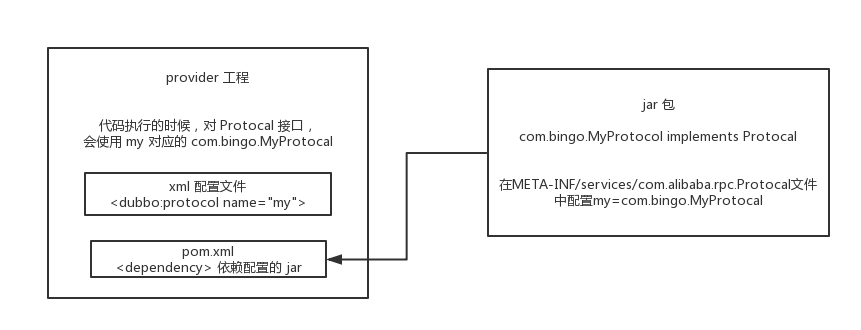 provider 工程
代码执行的时候，对 Protocal 接口，
会使用 my 对应的 com.bingo.MyProtocal
xml 配置文件
<dubbo:protocol name="my">
pom.xml
<dependency> 依赖配置的 jar
jar 包
com.bingo.MyProtocol implements Protocal
在META-INF/services/com.alibaba.rpc.Protocal文件
中配置my=com.bingo.MyProtocal